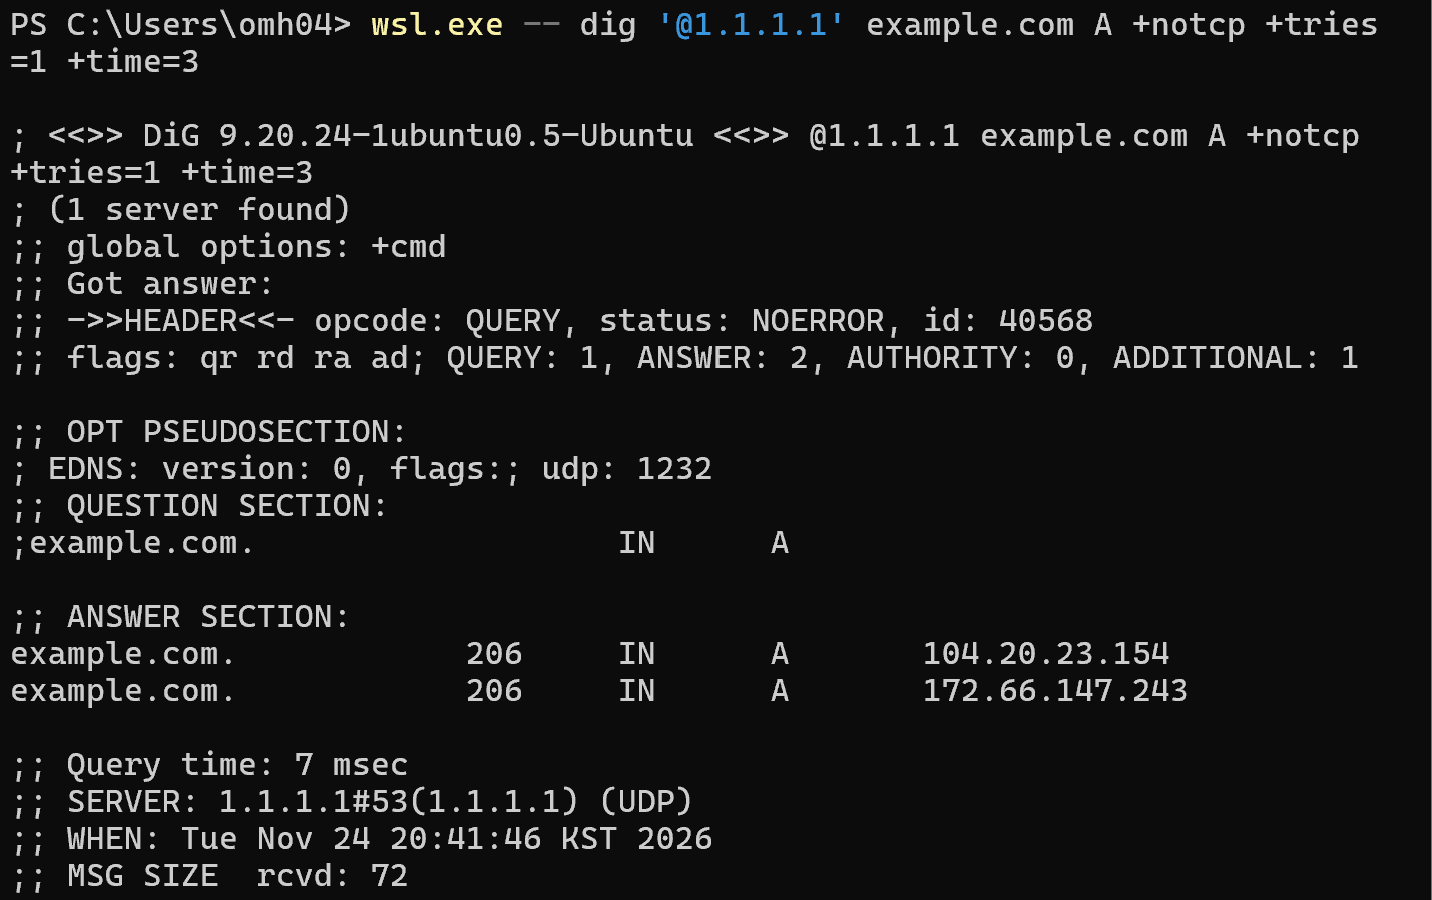 PS C:\Users\omh04> wsl.exe -- dig '@1.1.1.1' example.com A +notcp +tries
=1 +time=3
; <<>> DiG 9.20.24-1ubuntu0.5-Ubuntu <<>> @1.1.1.1 example.com A +notcp
+tries=1 +time=3
; (1 server found)
;; global options: +cmd
;; Got answer:
;; ->>HEADER<<- opcode: QUERY, status: NOERROR, id: 40568
;; flags: qr rd ra ad; QUERY: 1, ANSWER: 2, AUTHORITY: 0, ADDITIONAL: 1
;; OPT PSEUDOSECTION:
; EDNS: version: 0, flags:; udp: 1232
;; QUESTION SECTION:
;example.com. IN A
;; ANSWER SECTION:
example.com. 206 IN A 104.20.23.154
example.com. 206 IN A 172.66.147.243
;; Query time: 7 msec
;; SERVER: 1.1.1.1#53(1.1.1.1) (UDP)
;; WHEN: Tue Nov 24 20:41:46 KST 2026
;; MSG SIZE  rcvd: 72